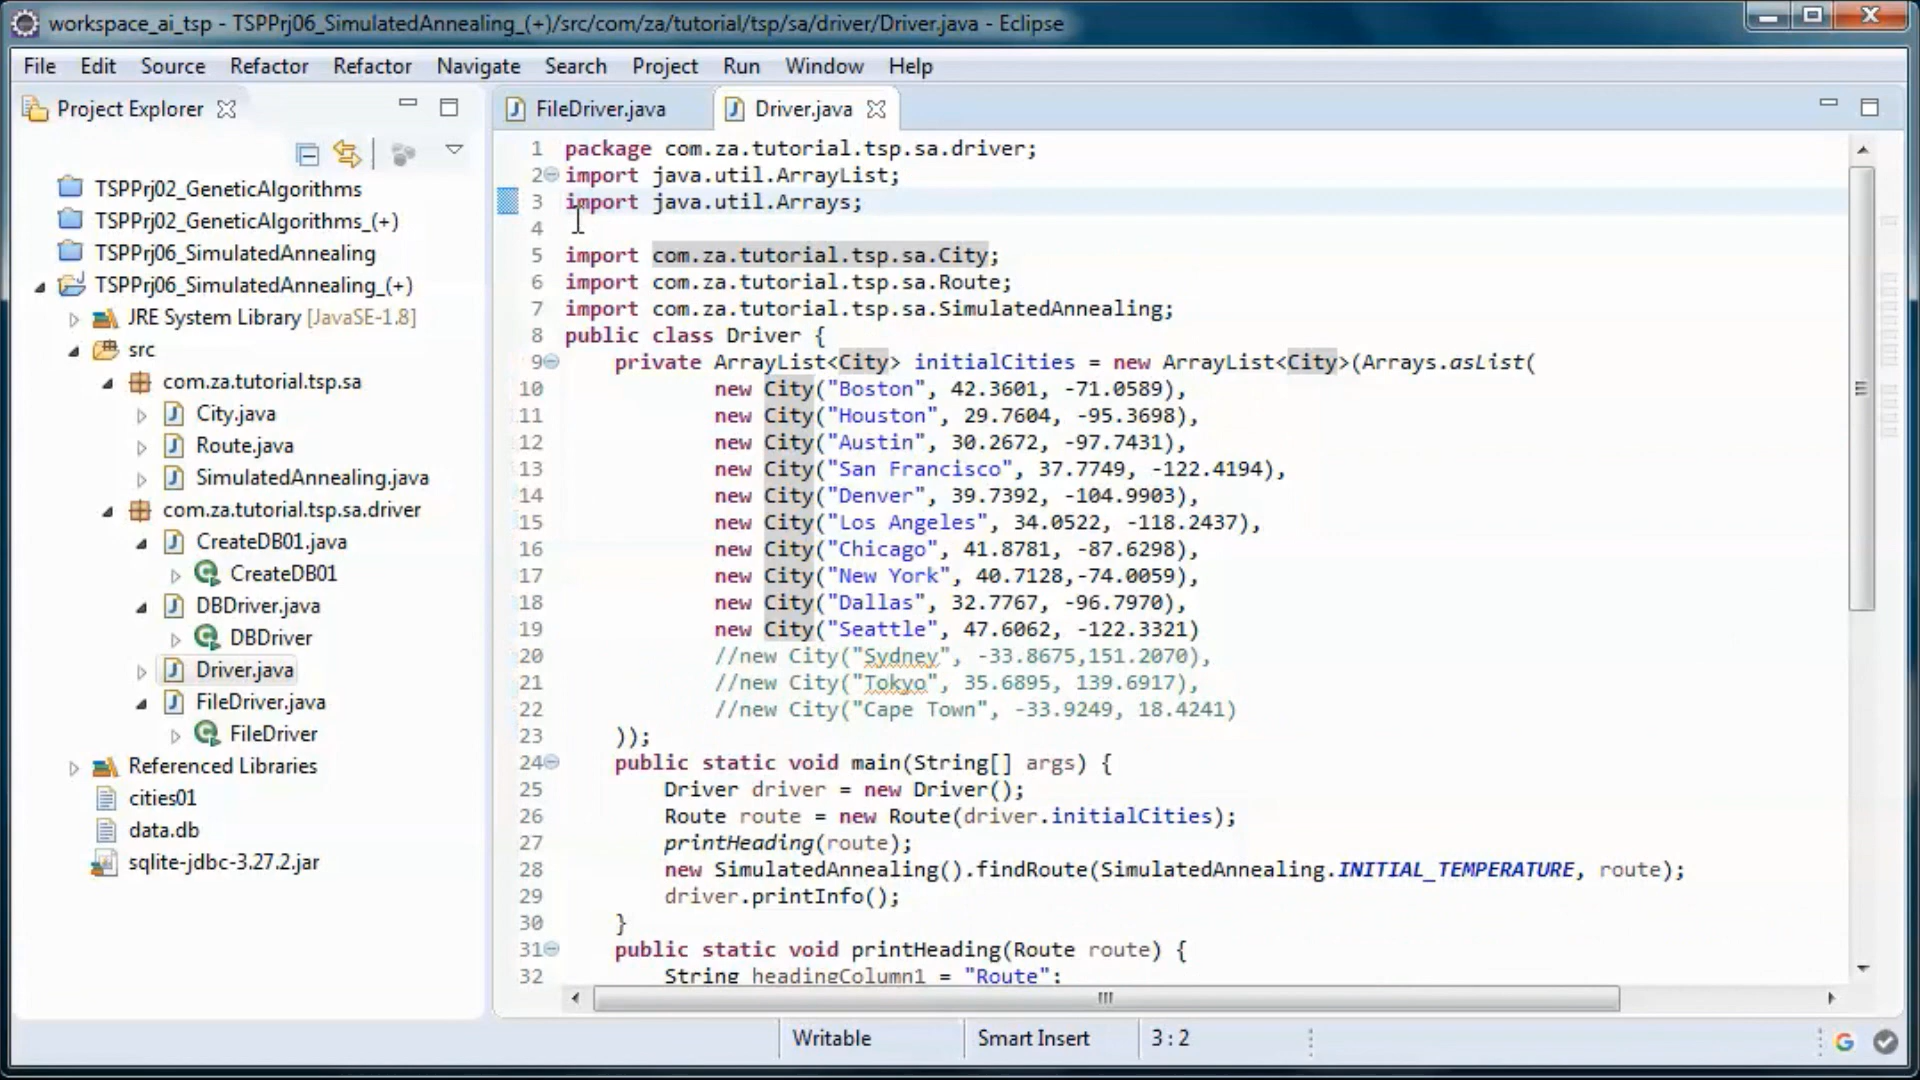 workspace_ai_tsp - TSPPrj06_SimulatedAnnealing_(+)/src/com/za/tutorial/tsp/sa/driver/Driver.java - Eclipse
File Edit Source Refactor Refactor Navigate Search Project Run Window Help
Project Explorer
TSPPrj02_GeneticAlgorithms
TSPPrj02_GeneticAlgorithms_(+)
TSPPrj06_SimulatedAnnealing
TSPPrj06_SimulatedAnnealing_(+)
JRE System Library [JavaSE-1.8]
src
com.za.tutorial.tsp.sa
City.java
Route.java
SimulatedAnnealing.java
com.za.tutorial.tsp.sa.driver
CreateDB01.java
CreateDB01
DBDriver.java
DBDriver
Driver.java
FileDriver.java
FileDriver
Referenced Libraries
cities01
data.db
sqlite-jdbc-3.27.2.jar
FileDriver.java Driver.java
1 package com.za.tutorial.tsp.sa.driver;
2 import java.util.ArrayList;
3 import java.util.Arrays;
4
5 import com.za.tutorial.tsp.sa.City;
6 import com.za.tutorial.tsp.sa.Route;
7 import com.za.tutorial.tsp.sa.SimulatedAnnealing;
8 public class Driver {
9 private ArrayList<City> initialCities = new ArrayList<City>(Arrays.asList(
10 new City("Boston", 42.3601, -71.0589),
11 new City("Houston", 29.7604, -95.3698),
12 new City("Austin", 30.2672, -97.7431),
13 new City("San Francisco", 37.7749, -122.4194),
14 new City("Denver", 39.7392, -104.9903),
15 new City("Los Angeles", 34.0522, -118.2437),
16 new City("Chicago", 41.8781, -87.6298),
17 new City("New York", 40.7128,-74.0059),
18 new City("Dallas", 32.7767, -96.7970),
19 new City("Seattle", 47.6062, -122.3321)
20 //new City("Sydney", -33.8675,151.2070),
21 //new City("Tokyo", 35.6895, 139.6917),
22 //new City("Cape Town", -33.9249, 18.4241)
23 ));
24 public static void main(String[] args) {
25 Driver driver = new Driver();
26 Route route = new Route(driver.initialCities);
27 printHeading(route);
28 new SimulatedAnnealing().findRoute(SimulatedAnnealing.INITIAL_TEMPERATURE, route);
29 driver.printInfo();
30 }
31 public static void printHeading(Route route) {
32 String headingColumn1 = "Route";
Writable Smart Insert 3 : 2